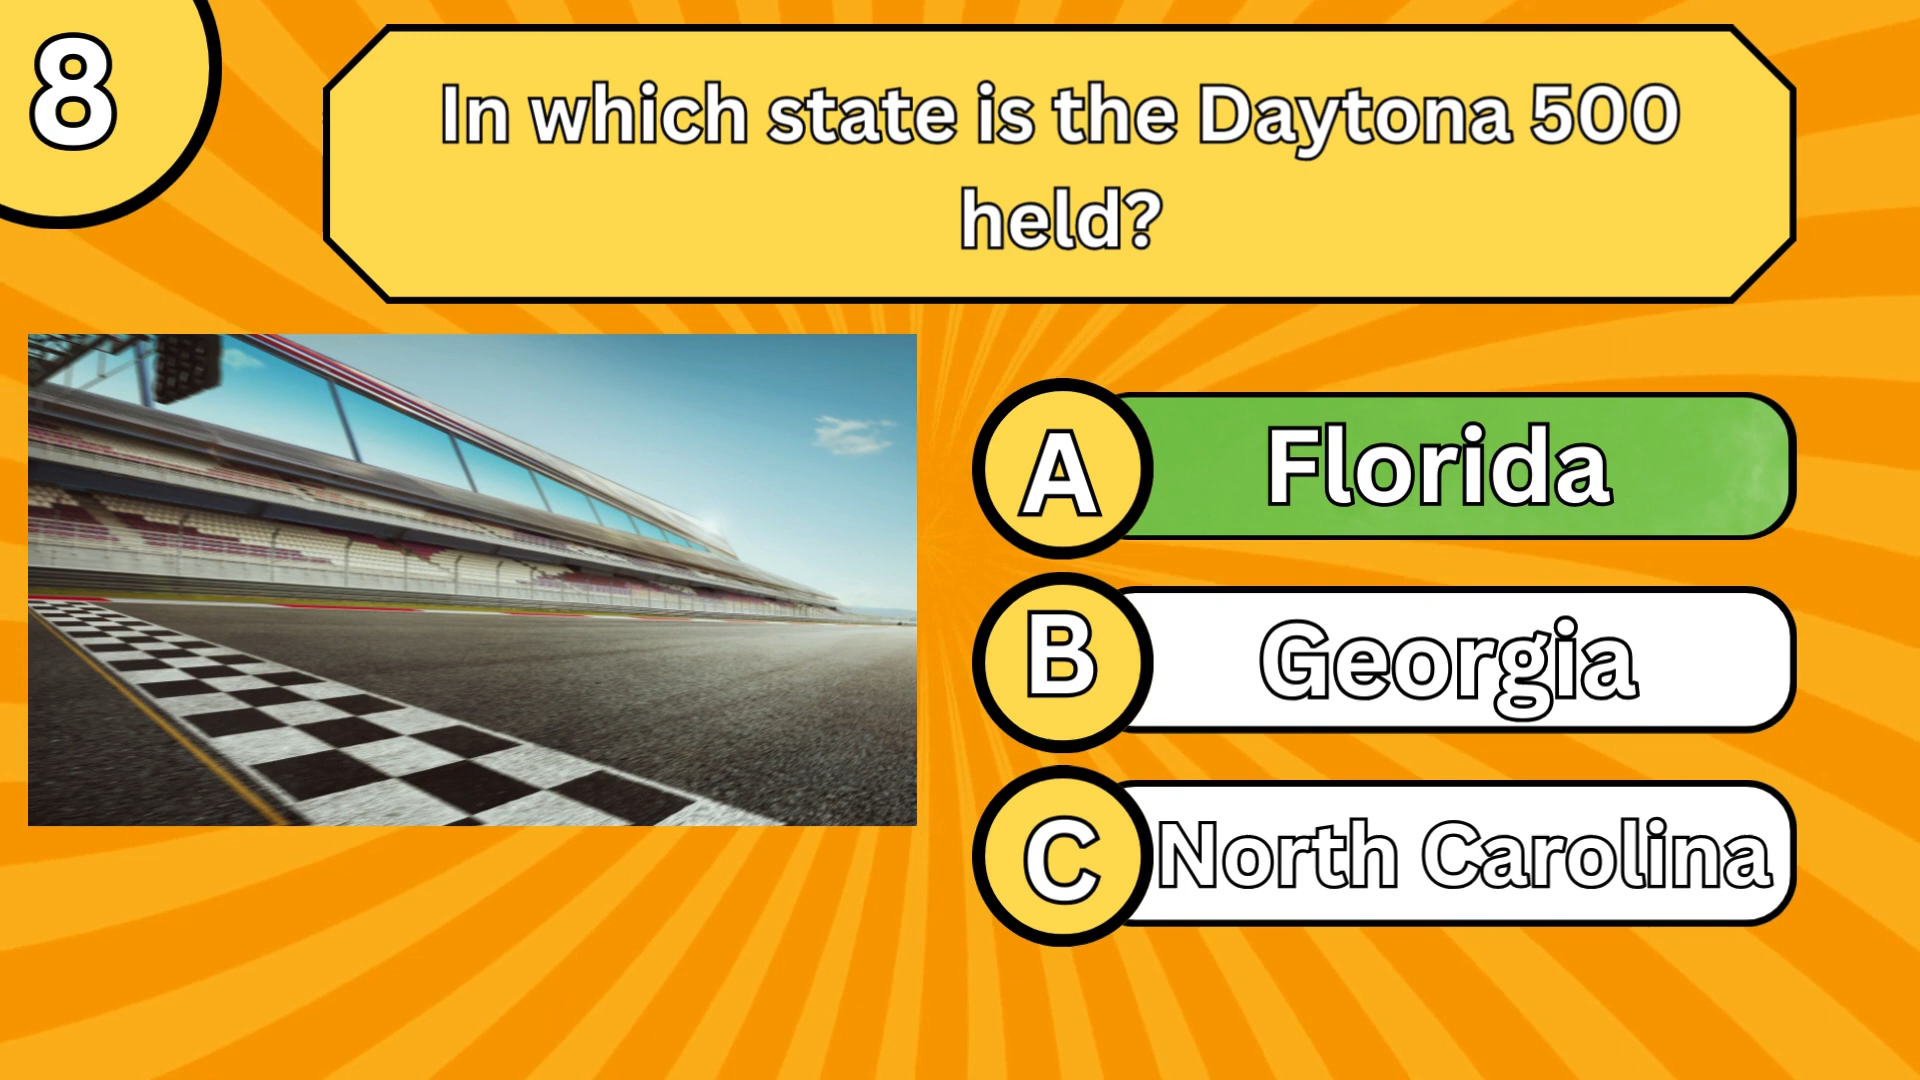 8
In which state is the Daytona 500
held?
A Florida
B Georgia
C North Carolina